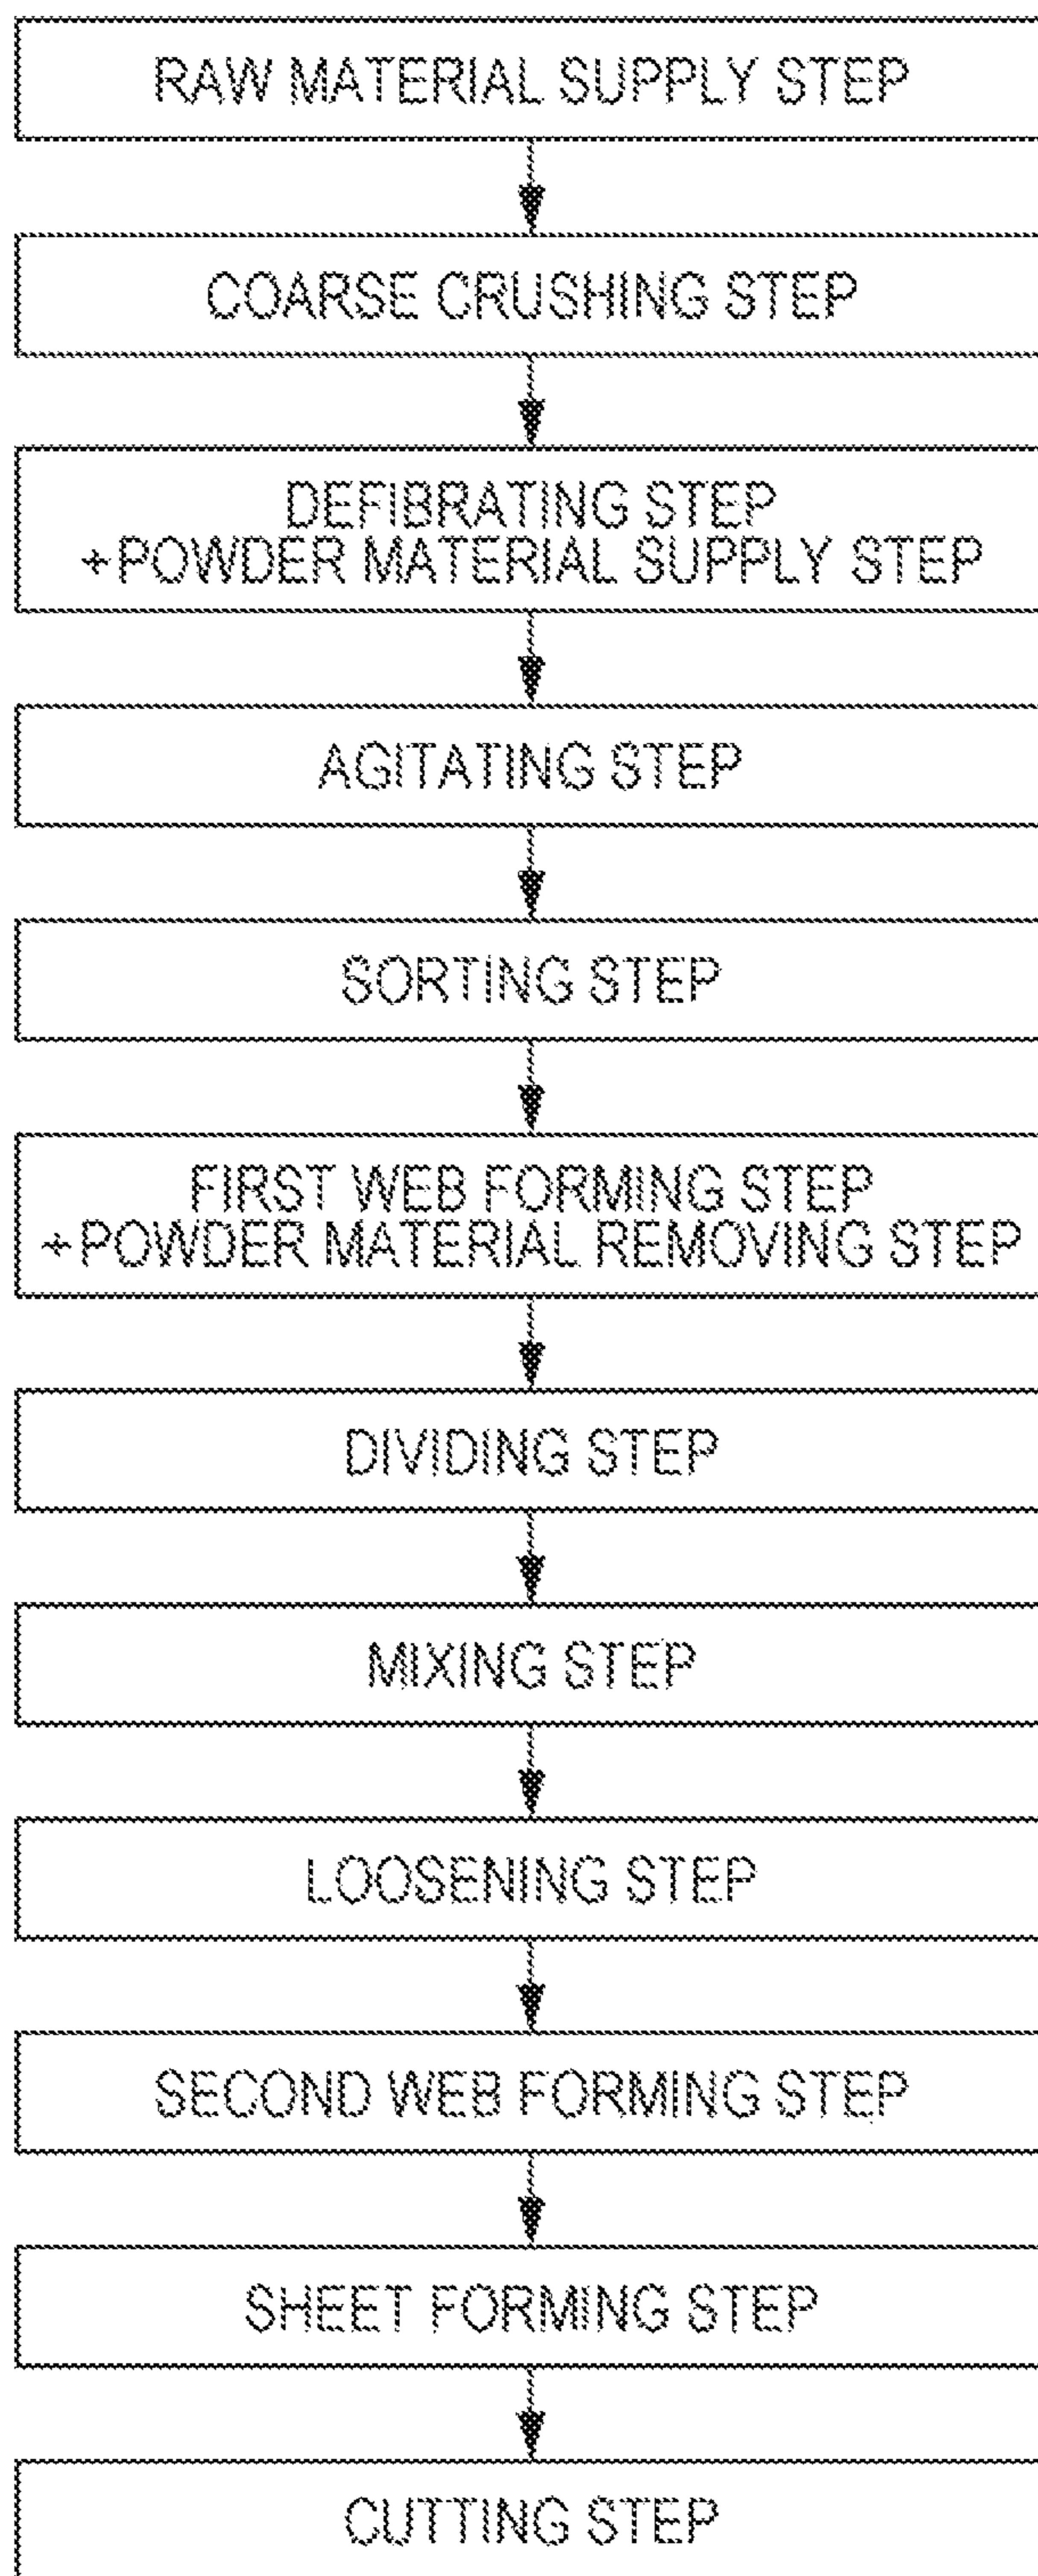 RAW MATERIAL SUPPLY STEP
COARSE CRUSHING STEP
DEFIBRATING STEP
+POWDER MATERIAL SUPPLY STEP
AGITATING STEP
SORTING STEP
FIRST WEB FORMING STEP
+POWDER MATERIAL REMOVING STEP
DIVIDING STEP
MIXING STEP
LOOSENING STEP
SECOND WEB FORMING STEP
SHEET FORMING STEP
CUTTING STEP